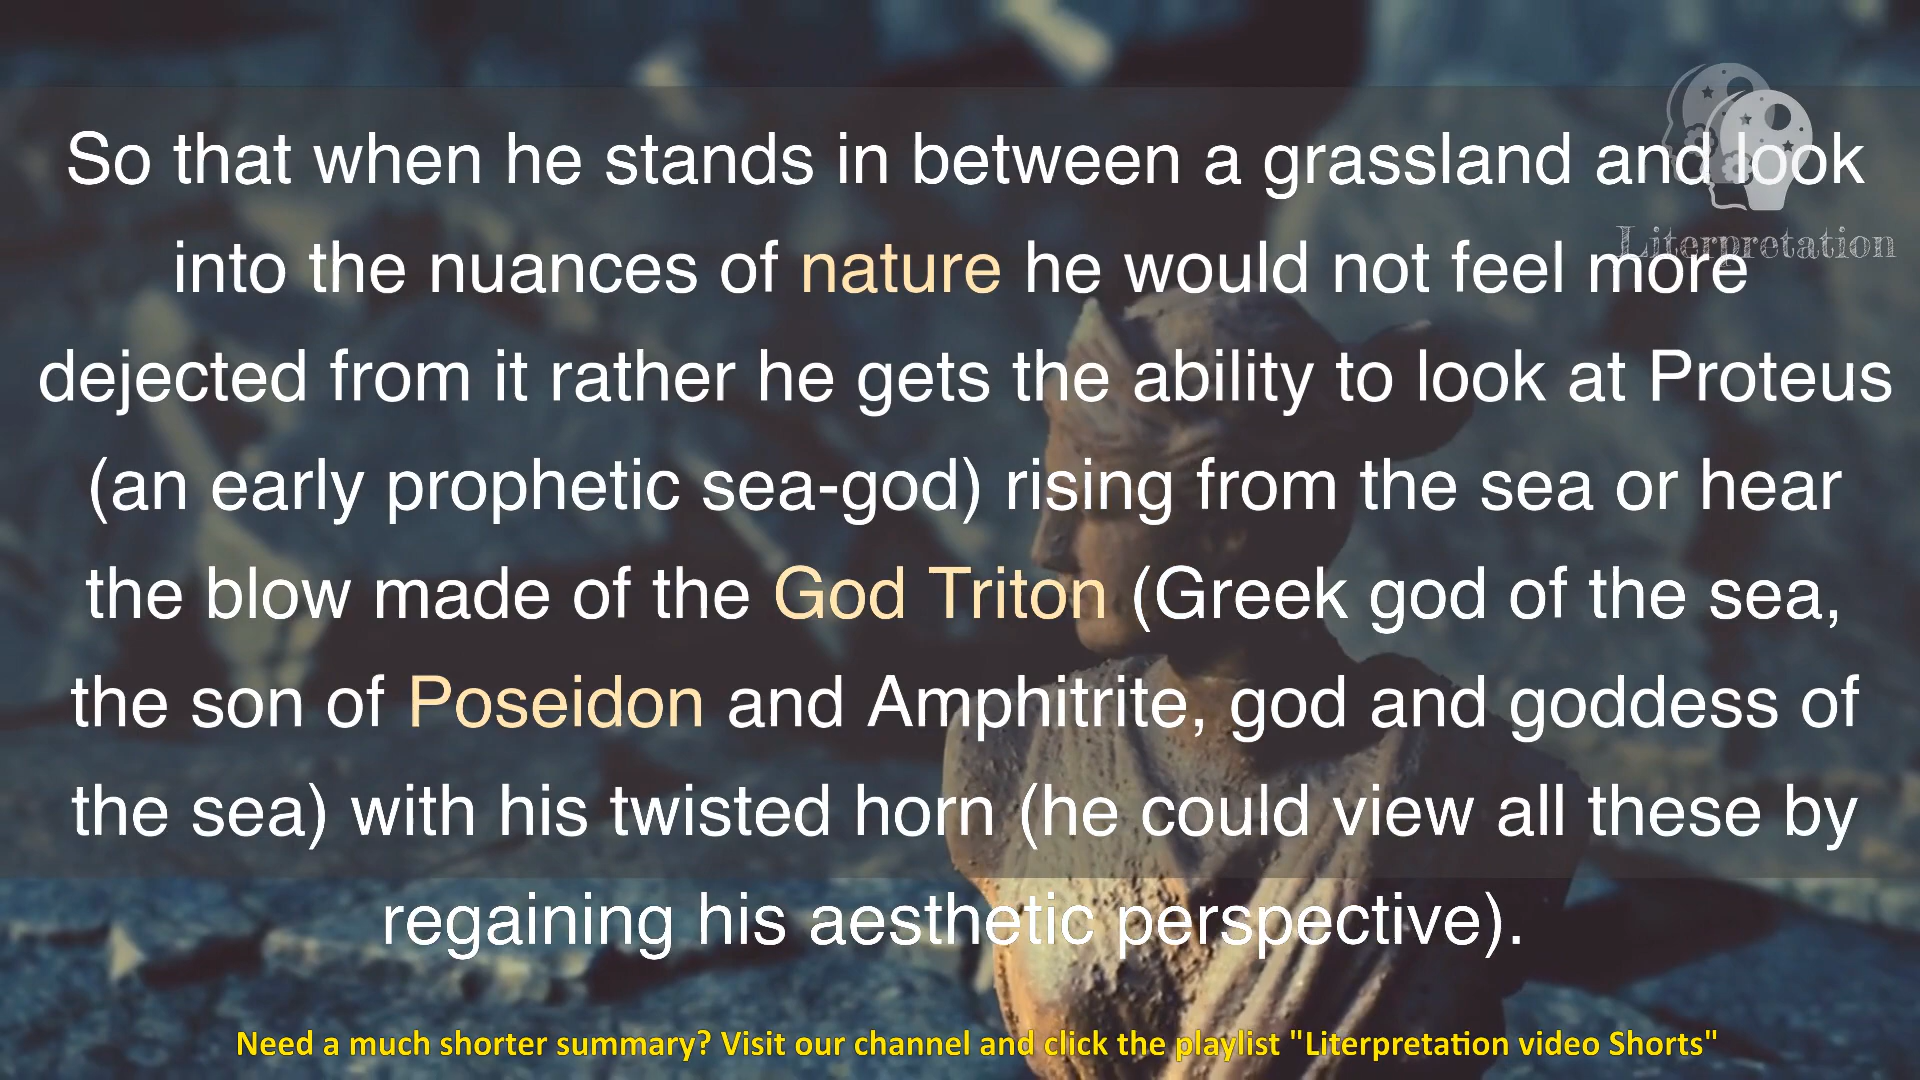 So that when he stands in between a grassland and look
into the nuances of nature he would not feel more
dejected from it rather he gets the ability to look at Proteus
(an early prophetic sea-god) rising from the sea or hear
the blow made of the God Triton (Greek god of the sea,
the son of Poseidon and Amphitrite, god and goddess of
the sea) with his twisted horn (he could view all these by
regaining his aesthetic perspective).
Literpretation
Need a much shorter summary? Visit our channel and click the playlist "Literpretation video Shorts"